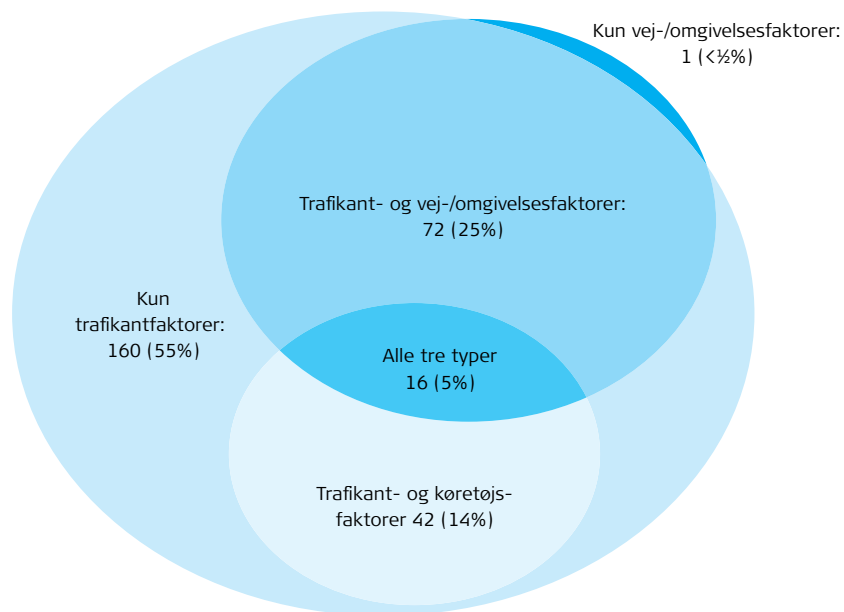 Kun vej-/omgivelsesfaktorer:
1 (<½%)
Trafikant- og vej-/omgivelsesfaktorer:
72 (25%)
Kun
trafikantfaktorer:
160 (55%)
Alle tre typer
16 (5%)
Trafikant- og køretøjs-
faktorer 42 (14%)